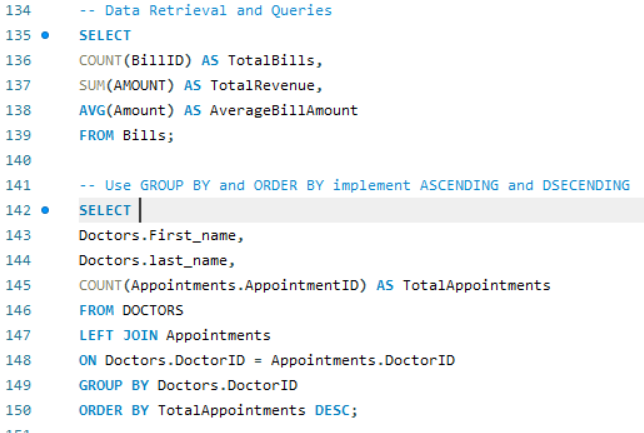 134 -- Data Retrieval and Queries
135 SELECT
136 COUNT(BillID) AS TotalBills,
137 SUM(AMOUNT) AS TotalRevenue,
138 AVG(Amount) AS AverageBillAmount
139 FROM Bills;
140
141 -- Use GROUP BY and ORDER BY implement ASCENDING and DSECENDING
142 SELECT
143 Doctors.First_name,
144 Doctors.last_name,
145 COUNT(Appointments.AppointmentID) AS TotalAppointments
146 FROM DOCTORS
147 LEFT JOIN Appointments
148 ON Doctors.DoctorID = Appointments.DoctorID
149 GROUP BY Doctors.DoctorID
150 ORDER BY TotalAppointments DESC;